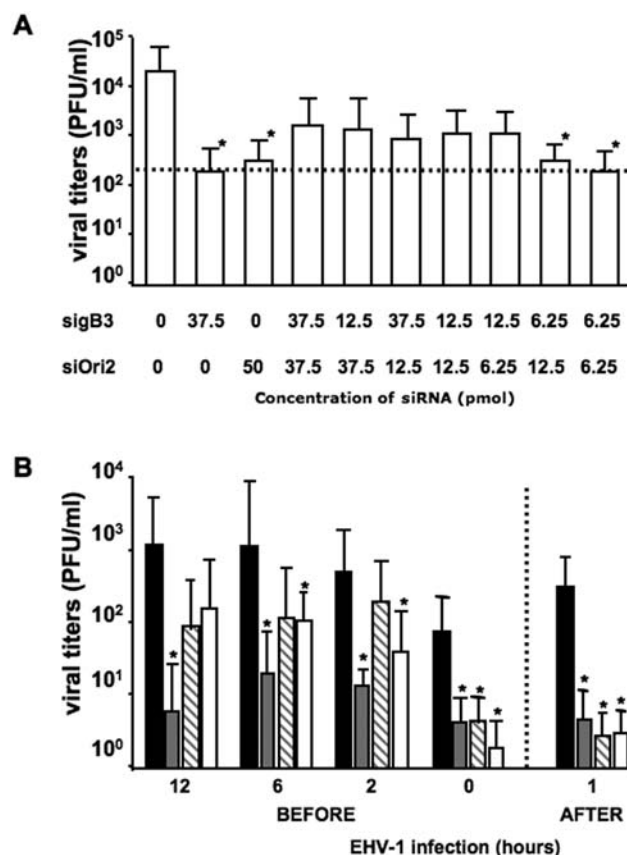 A
viral titers (PFU/ml)
10⁵
10⁴
10³
10²
10¹
10⁰
* * * *
sigB3 0 37.5 0 37.5 12.5 37.5 12.5 12.5 6.25 6.25
siOri2 0 0 50 37.5 37.5 12.5 12.5 6.25 12.5 6.25
Concentration of siRNA (pmol)
B
viral titers (PFU/ml)
10⁴
10³
10²
10¹
10⁰
* * * * * * * * * * *
12 6 2 0 1
BEFORE AFTER
EHV-1 infection (hours)